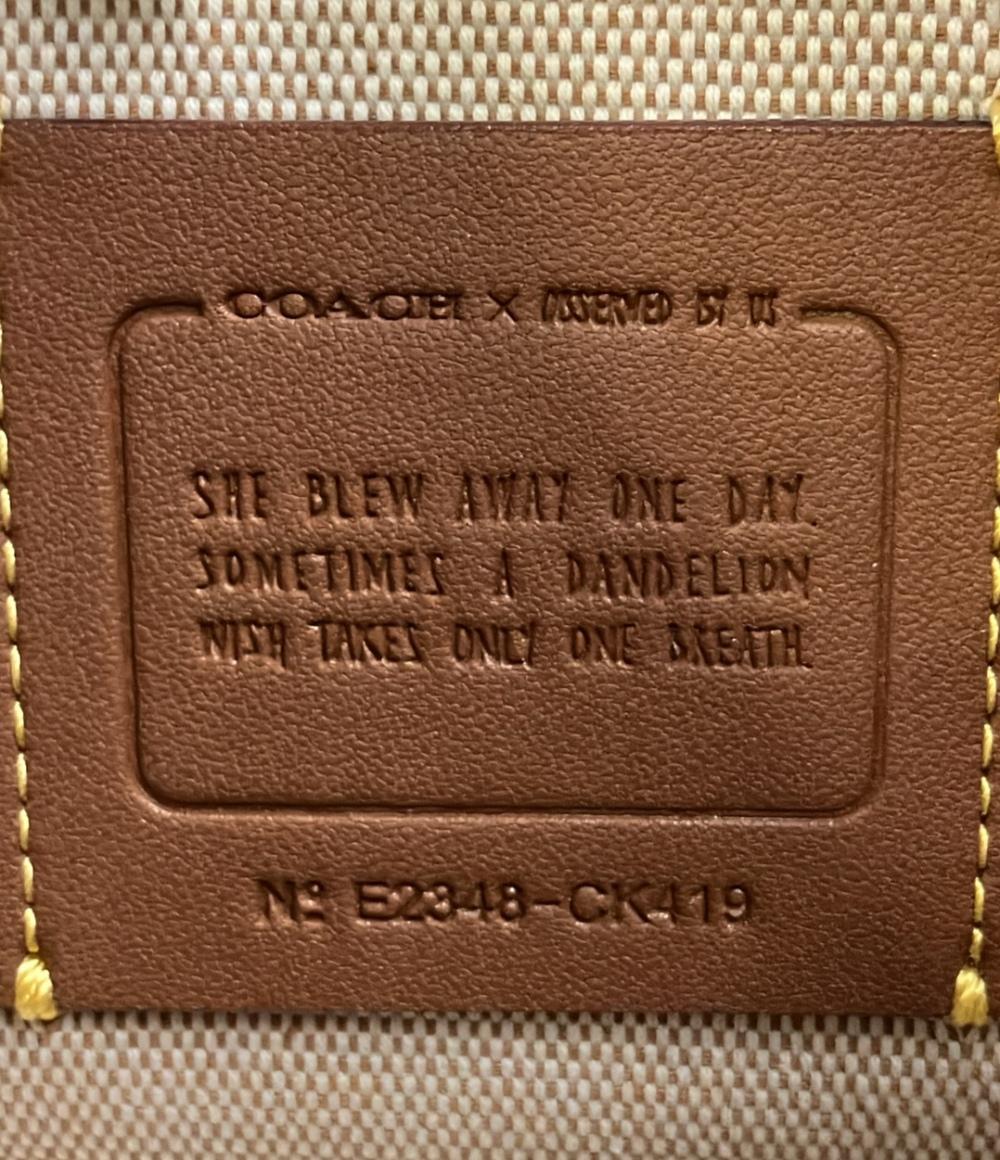 COACH X OBSERVED BY US
SHE BLEW AWAY ONE DAY.
SOMETIMES A DANDELION
WISH TAKES ONLY ONE BREATH.
Nº E2348-CK419